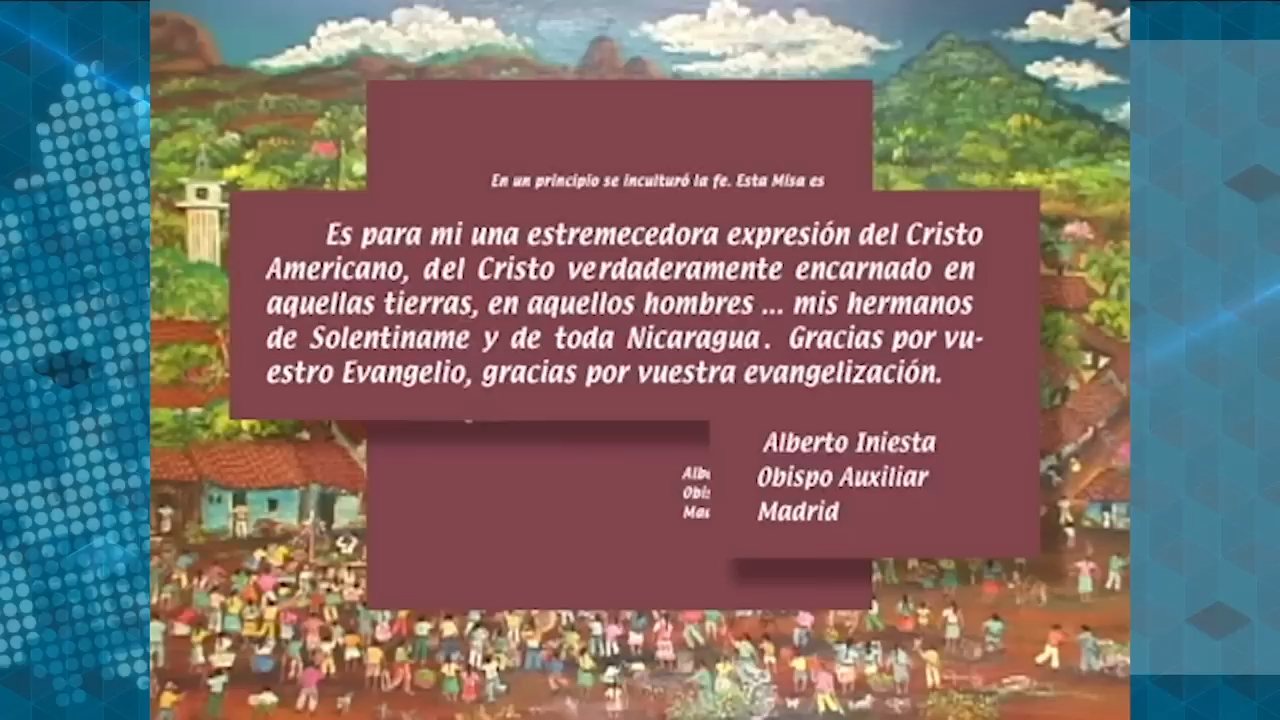 En un principio se inculturó la fe. Esta Misa es
Es para mi una estremecedora expresión del Cristo
Americano, del Cristo verdaderamente encarnado en
aquellas tierras, en aquellos hombres ... mis hermanos
de Solentiname y de toda Nicaragua. Gracias por vu-
estro Evangelio, gracias por vuestra evangelización.
Alberto Iniesta
Obispo Auxiliar
Madrid